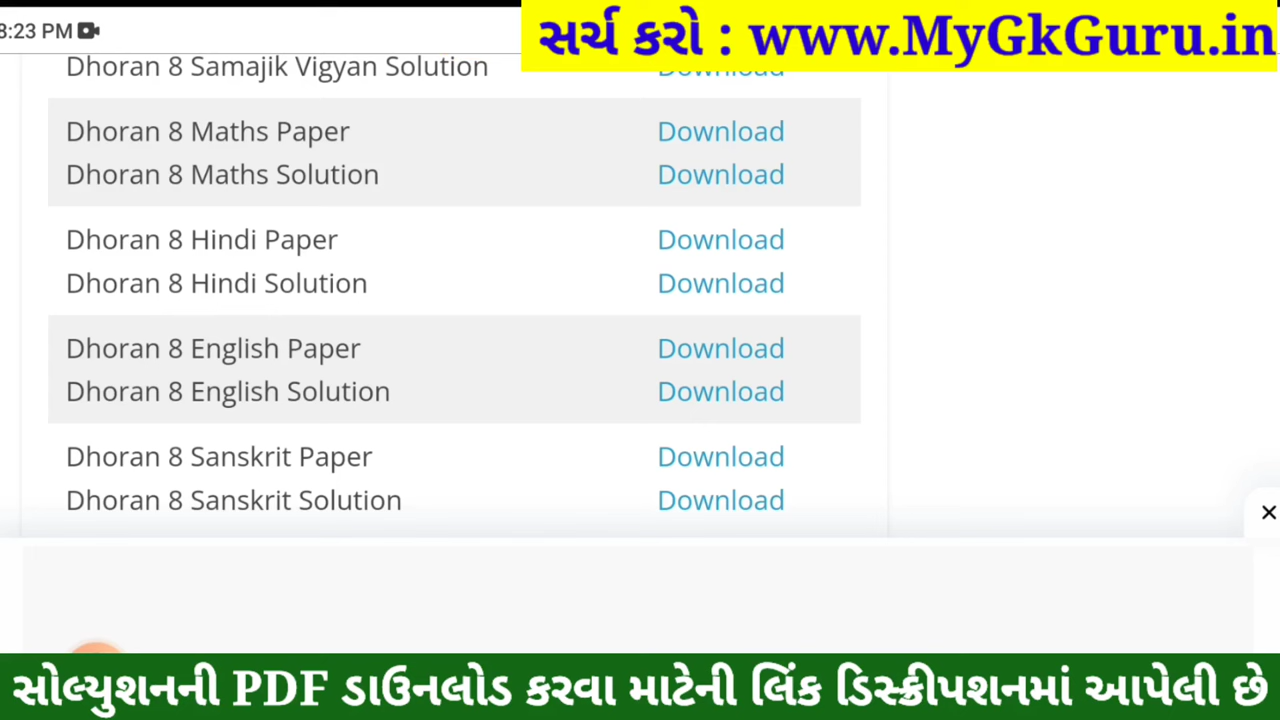 8:23 PM
સર્ચ કરો : www.MyGkGuru.in
Dhoran 8 Samajik Vigyan Solution Download
Dhoran 8 Maths Paper Download
Dhoran 8 Maths Solution Download
Dhoran 8 Hindi Paper Download
Dhoran 8 Hindi Solution Download
Dhoran 8 English Paper Download
Dhoran 8 English Solution Download
Dhoran 8 Sanskrit Paper Download
Dhoran 8 Sanskrit Solution Download
સોલ્યુશનની PDF ડાઉનલોડ કરવા માટેની લિંક ડિસ્ક્રીપશનમાં આપેલી છે